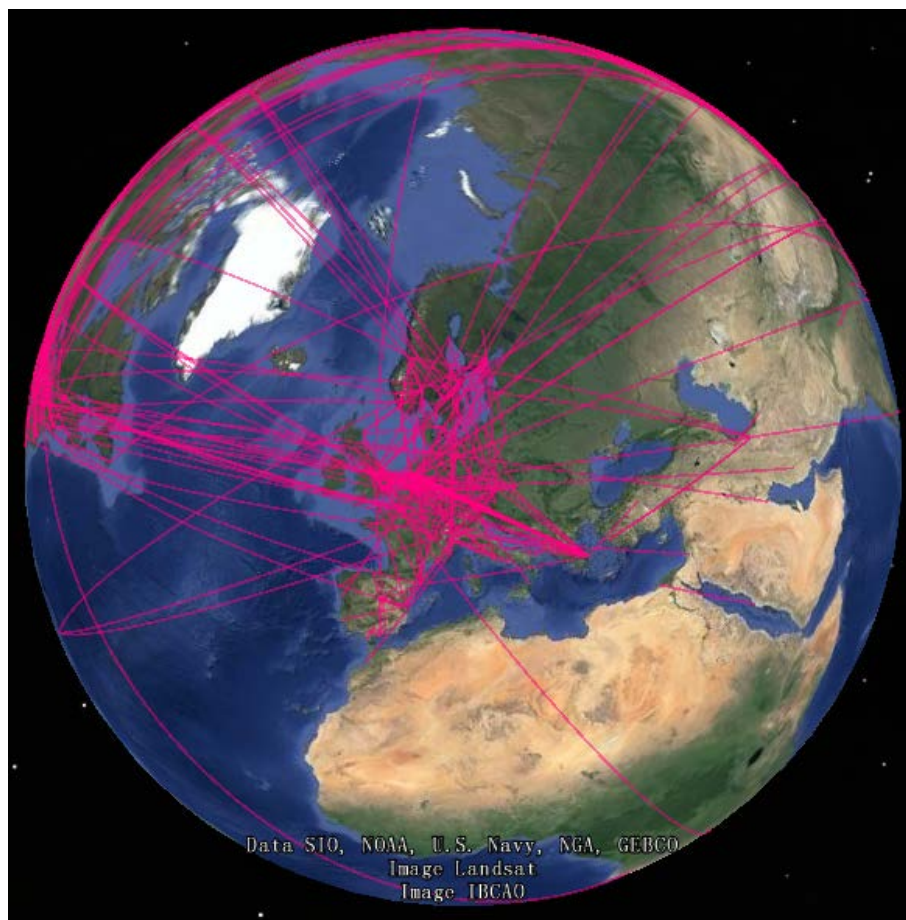 Data SIO, NOAA, U.S. Navy, NGA, GEBCO
Image Landsat
Image IBCAO